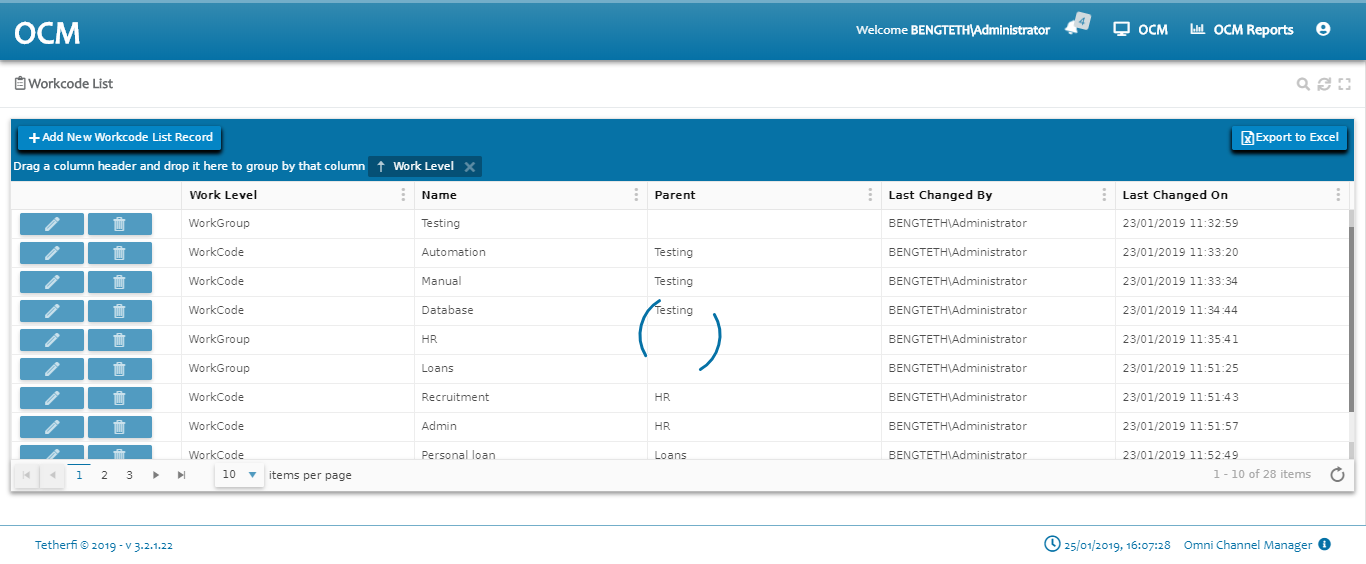 OCM
Welcome BENGTETH\Administrator 4 OCM OCM Reports
Workcode List
Add New Workcode List Record Export to Excel
Drag a column header and drop it here to group by that column ↑ Work Level ×
Work Level Name Parent Last Changed By Last Changed On
WorkGroup Testing BENGTETH\Administrator 23/01/2019 11:32:59
WorkCode Automation Testing BENGTETH\Administrator 23/01/2019 11:33:20
WorkCode Manual Testing BENGTETH\Administrator 23/01/2019 11:33:34
WorkCode Database Testing BENGTETH\Administrator 23/01/2019 11:34:44
WorkGroup HR BENGTETH\Administrator 23/01/2019 11:35:41
WorkGroup Loans BENGTETH\Administrator 23/01/2019 11:51:25
WorkCode Recruitment HR BENGTETH\Administrator 23/01/2019 11:51:43
WorkCode Admin HR BENGTETH\Administrator 23/01/2019 11:51:57
WorkCode Personal loan Loans BENGTETH\Administrator 23/01/2019 11:52:49
1 2 3 10 items per page 1 - 10 of 28 items
Tetherfi © 2019 - v 3.2.1.22 25/01/2019, 16:07:28 Omni Channel Manager